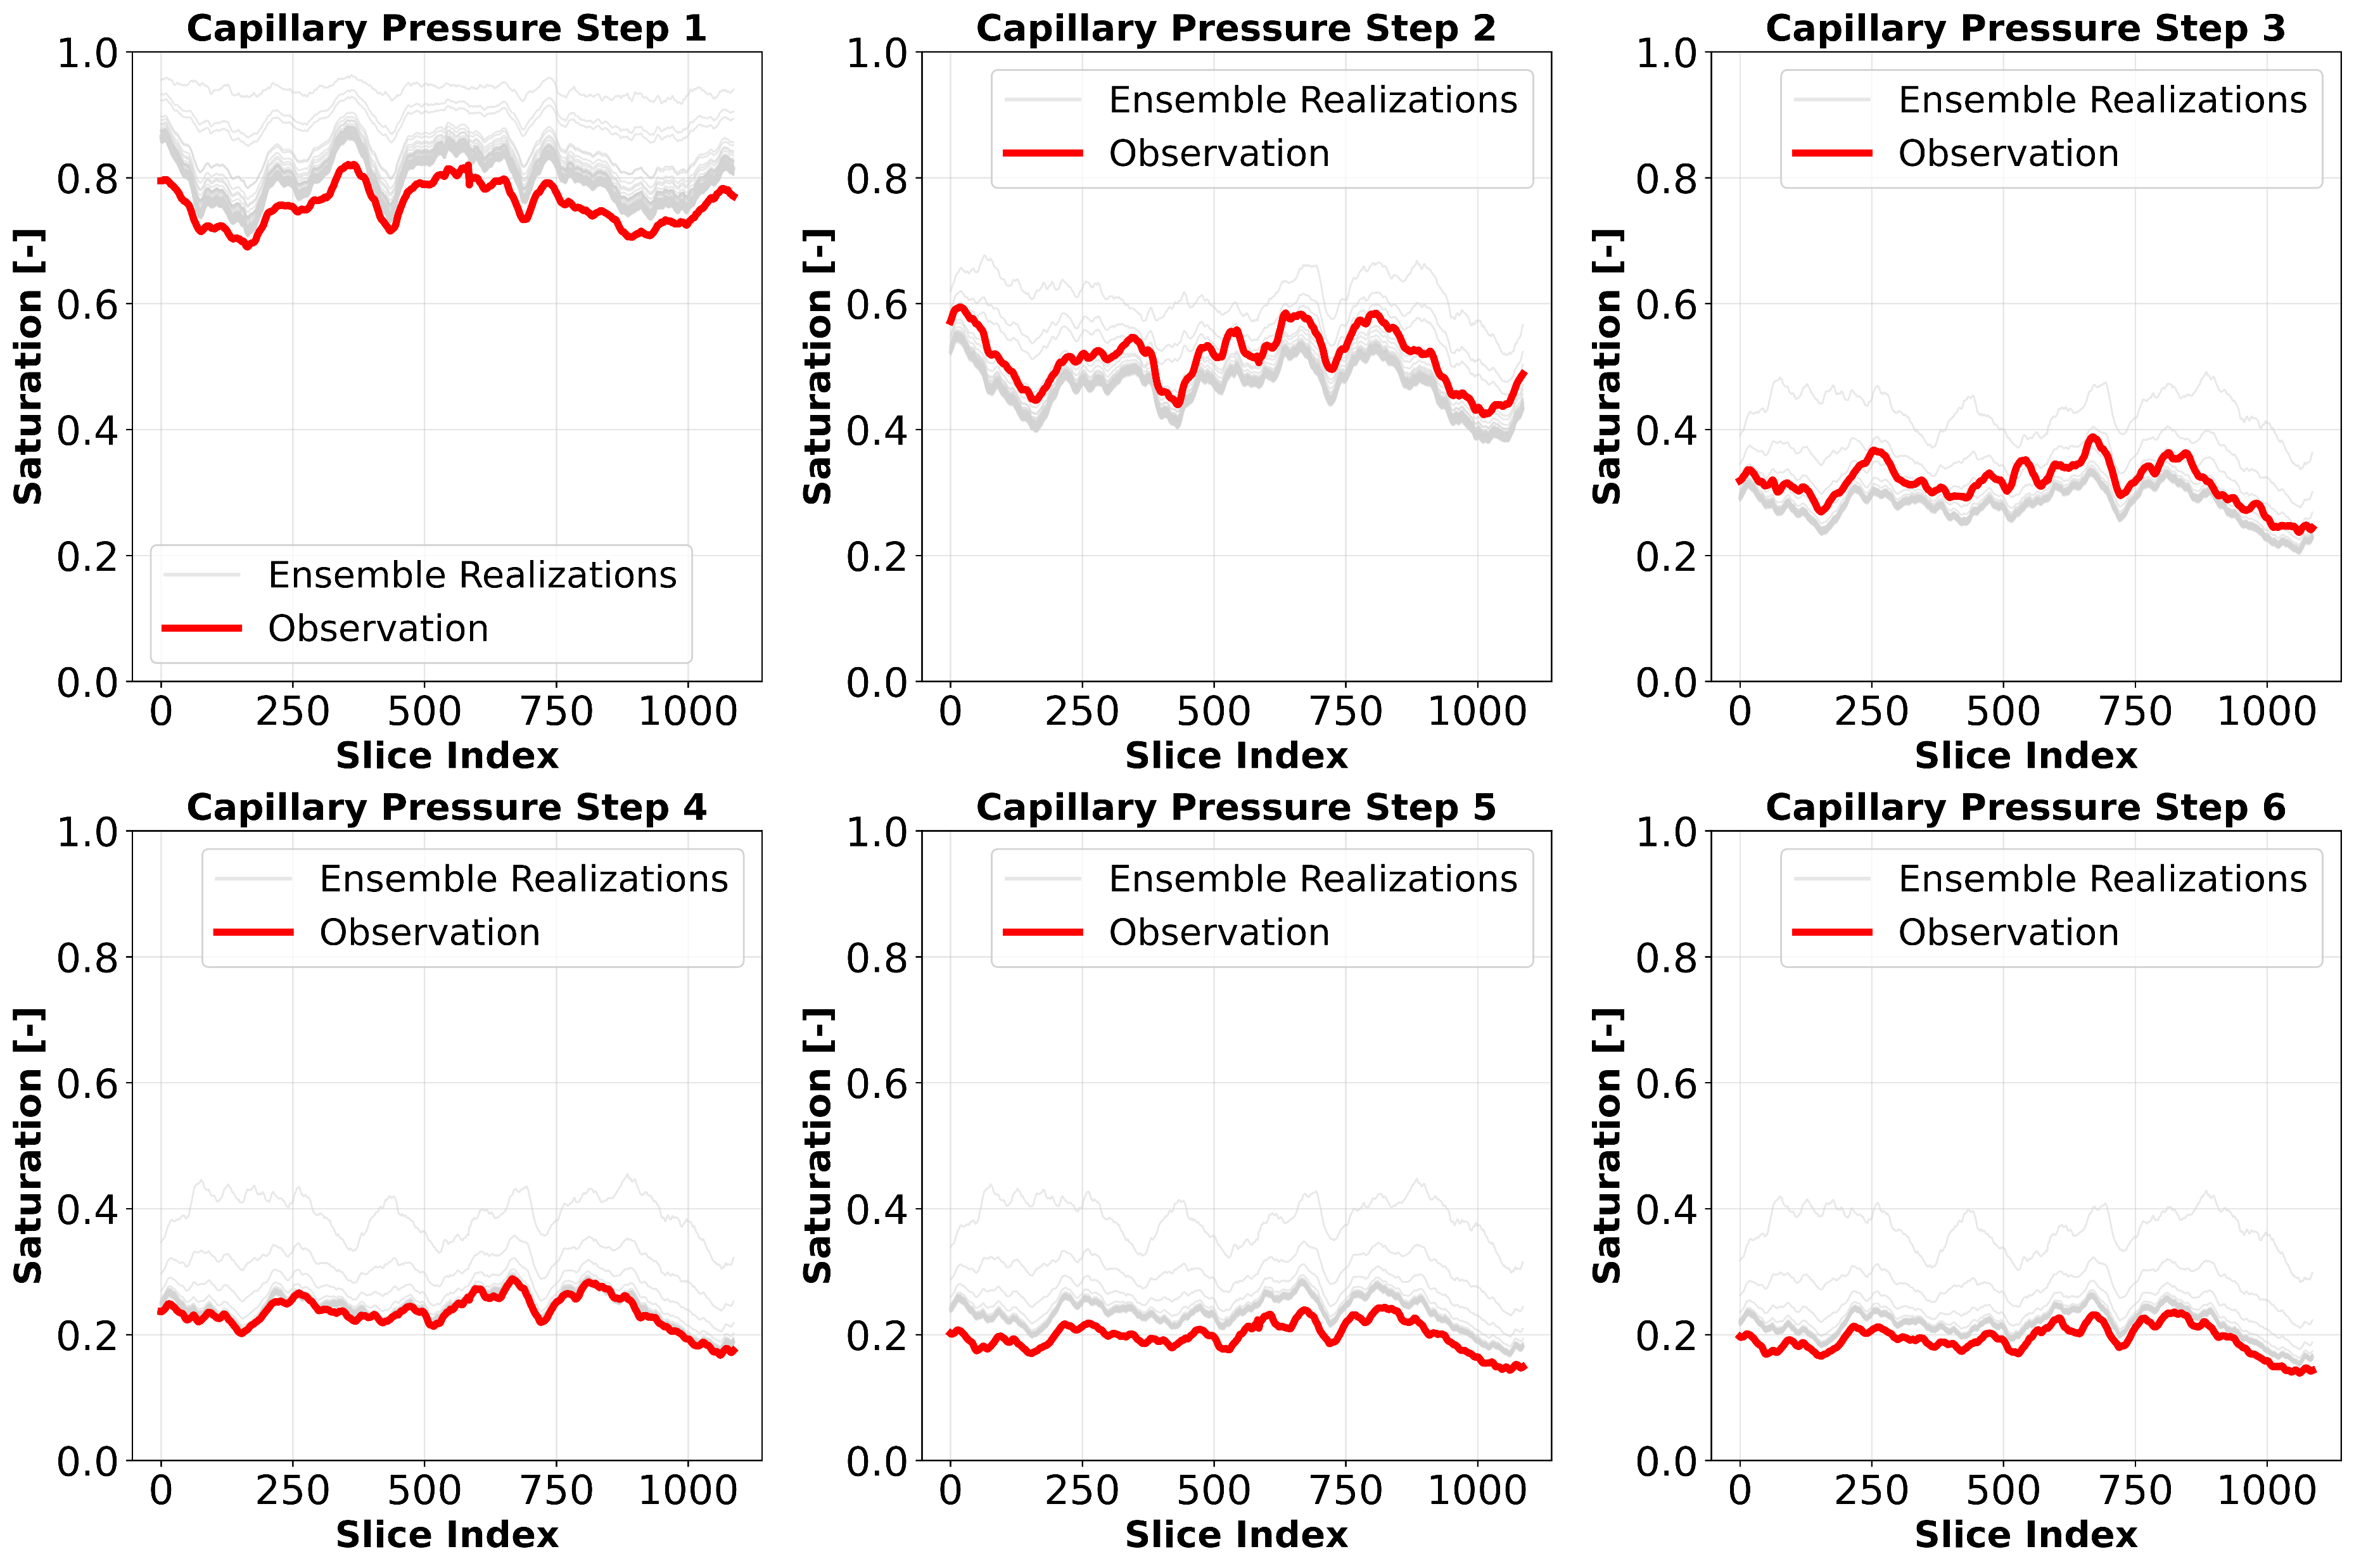 Capillary Pressure Step 1
Capillary Pressure Step 2
Capillary Pressure Step 3
1.0
0.8
0.6
0.4
0.2
0.0
Saturation [-]
Ensemble Realizations
Observation
0 250 500 750 1000
Slice Index
1.0
0.8
0.6
0.4
0.2
0.0
Saturation [-]
Ensemble Realizations
Observation
0 250 500 750 1000
Slice Index
1.0
0.8
0.6
0.4
0.2
0.0
Saturation [-]
Ensemble Realizations
Observation
0 250 500 750 1000
Slice Index
Capillary Pressure Step 4
Capillary Pressure Step 5
Capillary Pressure Step 6
1.0
0.8
0.6
0.4
0.2
0.0
Saturation [-]
Ensemble Realizations
Observation
0 250 500 750 1000
Slice Index
1.0
0.8
0.6
0.4
0.2
0.0
Saturation [-]
Ensemble Realizations
Observation
0 250 500 750 1000
Slice Index
1.0
0.8
0.6
0.4
0.2
0.0
Saturation [-]
Ensemble Realizations
Observation
0 250 500 750 1000
Slice Index